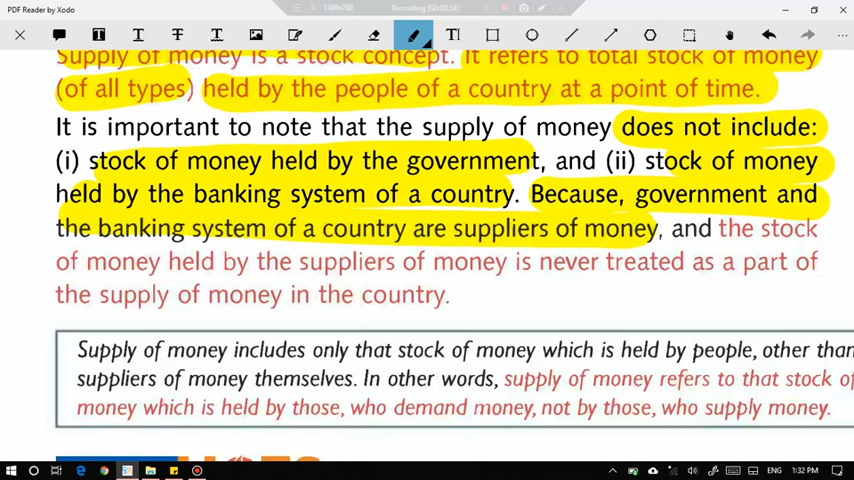 PDF Reader by Xodo
1366x768
Recording [00:03:24]
Supply of money is a stock concept. It refers to total stock of money
(of all types) held by the people of a country at a point of time.
It is important to note that the supply of money does not include:
(i) stock of money held by the government, and (ii) stock of money
held by the banking system of a country. Because, government and
the banking system of a country are suppliers of money, and the stock
of money held by the suppliers of money is never treated as a part of
the supply of money in the country.
Supply of money includes only that stock of money which is held by people, other than
suppliers of money themselves. In other words, supply of money refers to that stock of
money which is held by those, who demand money, not by those, who supply money.
ENG 1:32 PM